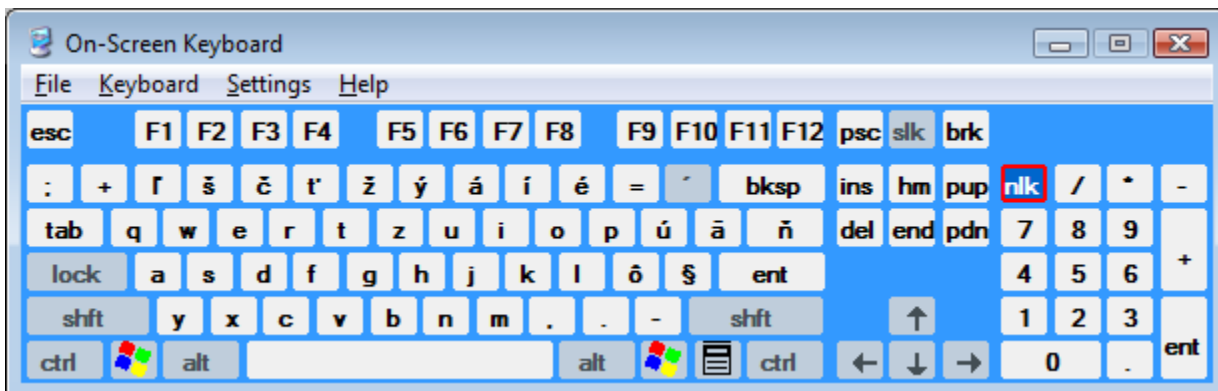 On-Screen Keyboard
File Keyboard Settings Help
esc F1 F2 F3 F4 F5 F6 F7 F8 F9 F10 F11 F12 psc slk brk
; + ľ š č ť ž ý á í é = ´ bksp ins hm pup nlk / * -
tab q w e r t z u i o p ú ä ň del end pdn 7 8 9 +
lock a s d f g h j k l ô § ent 4 5 6
shft y x c v b n m , . - shft ↑ 1 2 3 ent
ctrl alt alt ctrl ← ↓ → 0 .